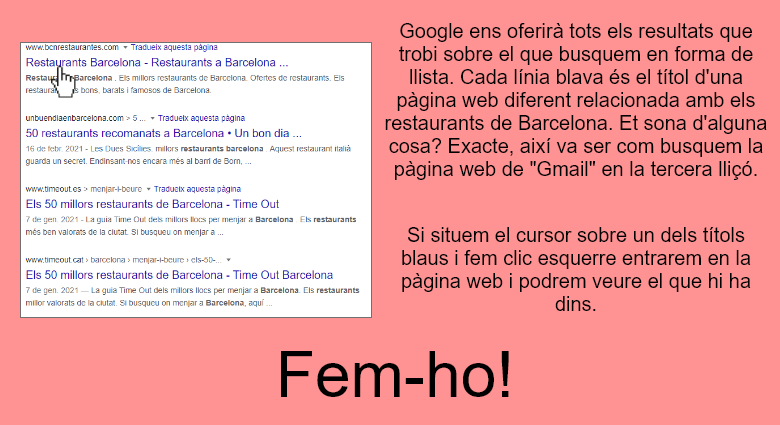 www.bcnrestaurantes.com ▾ Tradueix aquesta pàgina
Restaurants Barcelona - Restaurants a Barcelona ...
Restaurants Barcelona . Els millors restaurants de Barcelona. Ofertes de restaurants. Els
restaurants bons, barats i famosos de Barcelona.
unbuendiaenbarcelona.com › 5 ... ▾ Tradueix aquesta pàgina
50 restaurants recomanats a Barcelona • Un bon dia ...
16 de febr. 2021 - Les Dues Sicílies. millors restaurants barcelona . Aquest restaurant italià
guarda un secret. Endinsant-nos encara més al barri de Born, ...
www.timeout.es › menjar-i-beure ▾ Tradueix aquesta pàgina
Els 50 millors restaurants de Barcelona - Time Out
7 de gen. 2021 - La guia Time Out dels millors llocs per menjar a Barcelona . Els restaurants
més ben valorats de la ciutat. Si busqueu on menjar a ...
www.timeout.cat › barcelona › menjar-i-beure › els-50-... ▾
Els 50 millors restaurants de Barcelona - Time Out Barcelona
7 de gen. 2021 — La guia Time Out dels millors llocs per menjar a Barcelona. Els restaurants
millor valorats de la ciutat. Si busqueu on menjar a Barcelona, aquí ...
Google ens oferirà tots els resultats que
trobi sobre el que busquem en forma de
llista. Cada línia blava és el títol d'una
pàgina web diferent relacionada amb els
restaurants de Barcelona. Et sona d'alguna
cosa? Exacte, així va ser com busquem la
pàgina web de "Gmail" en la tercera lliçó.
Si situem el cursor sobre un dels títols
blaus i fem clic esquerre entrarem en la
pàgina web i podrem veure el que hi ha
dins.
Fem-ho!